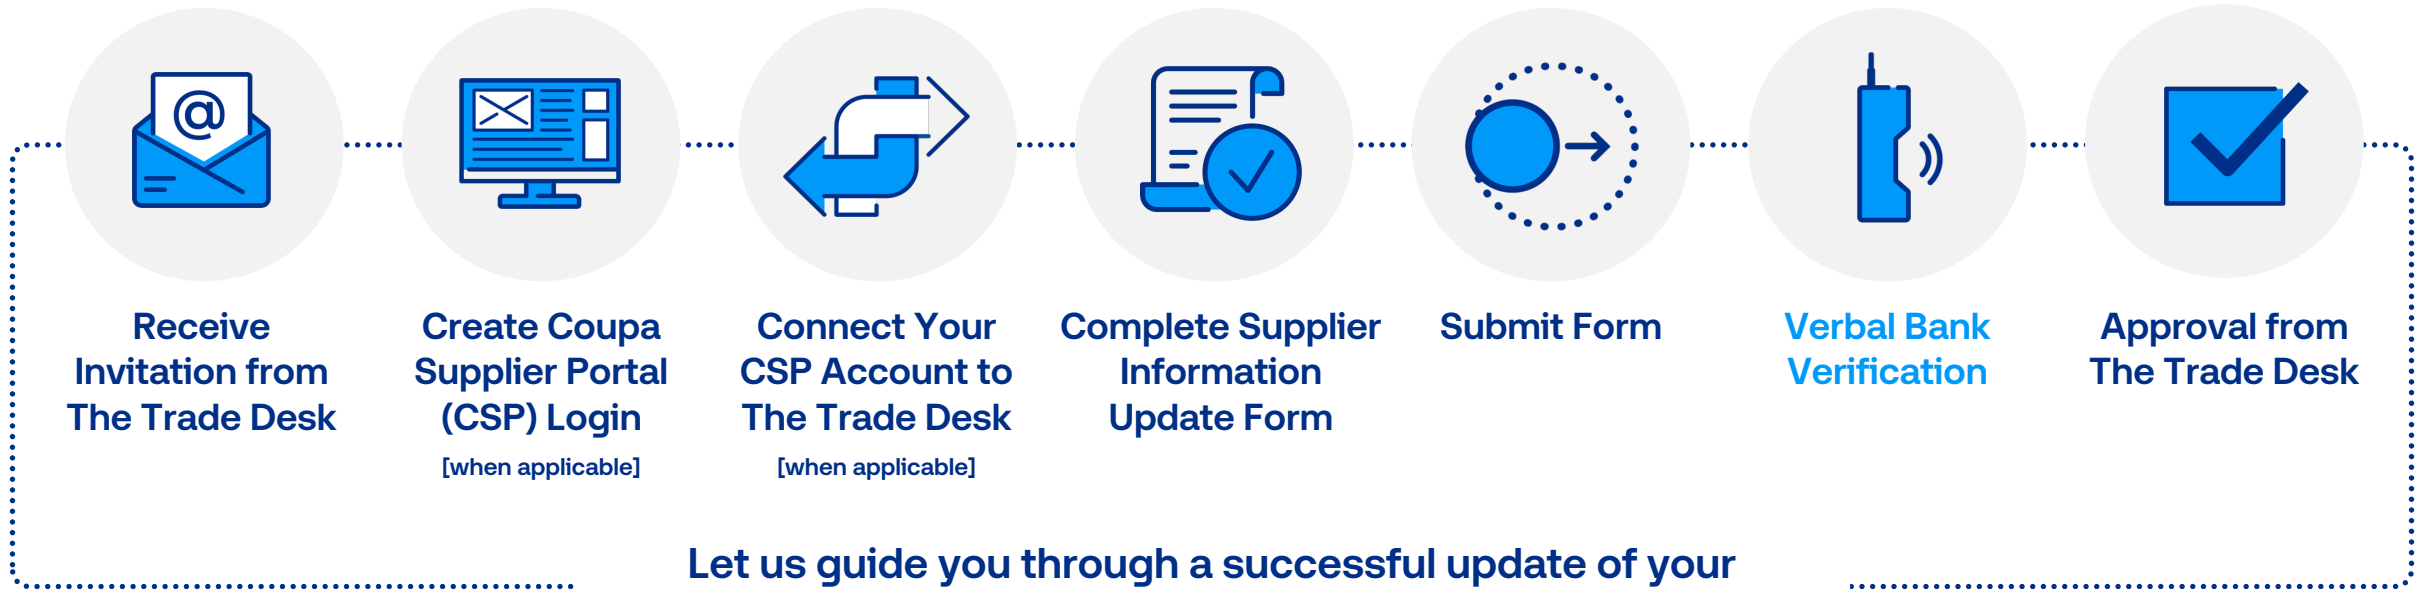 @
Receive
Invitation from
The Trade Desk
Create Coupa
Supplier Portal
(CSP) Login
[when applicable]
Connect Your
CSP Account to
The Trade Desk
[when applicable]
Complete Supplier
Information
Update Form
Submit Form
Verbal Bank
Verification
Approval from
The Trade Desk
Let us guide you through a successful update of your